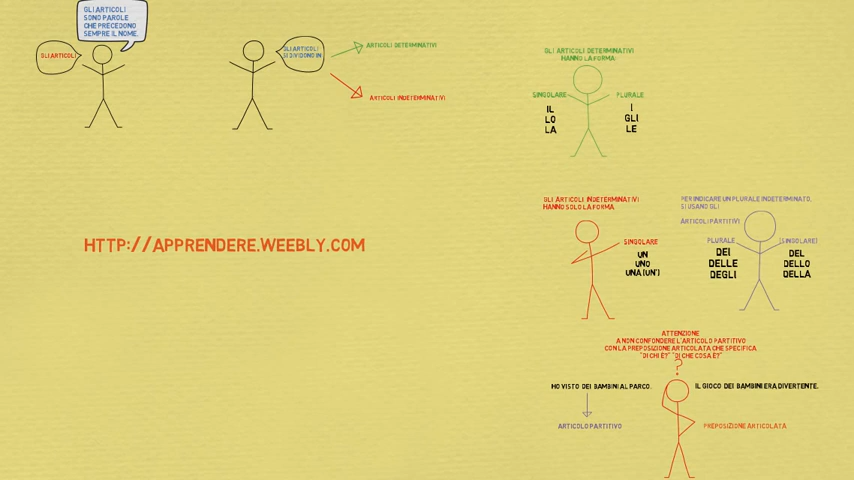 GLI ARTICOLI
SONO PAROLE
CHE PRECEDONO
SEMPRE IL NOME.
GLI ARTICOLI
GLI ARTICOLI
SI DIVIDONO IN
ARTICOLI DETERMINATIVI
ARTICOLI INDETERMINATIVI
GLI ARTICOLI DETERMINATIVI
HANNO LA FORMA:
SINGOLARE
IL
LO
LA
PLURALE
I
GLI
LE
HTTP://APPRENDERE.WEEBLY.COM
GLI ARTICOLI INDETERMINATIVI
HANNO SOLO LA FORMA
SINGOLARE
UN
UNO
UNA (UN')
PER INDICARE UN PLURALE INDETERMINATO,
SI USANO GLI
ARTICOLI PARTITIVI
PLURALE
DEI
DELLE
DEGLI
(SINGOLARE)
DEL
DELLO
DELLA
ATTENZIONE
A NON CONFONDERE L'ARTICOLO PARTITIVO
CON LA PREPOSIZIONE ARTICOLATA CHE SPECIFICA
"DI CHI È?" "DI CHE COSA È?"
?
HO VISTO DEI BAMBINI AL PARCO.
ARTICOLO PARTITIVO
IL GIOCO DEI BAMBINI ERA DIVERTENTE.
PREPOSIZIONE ARTICOLATA